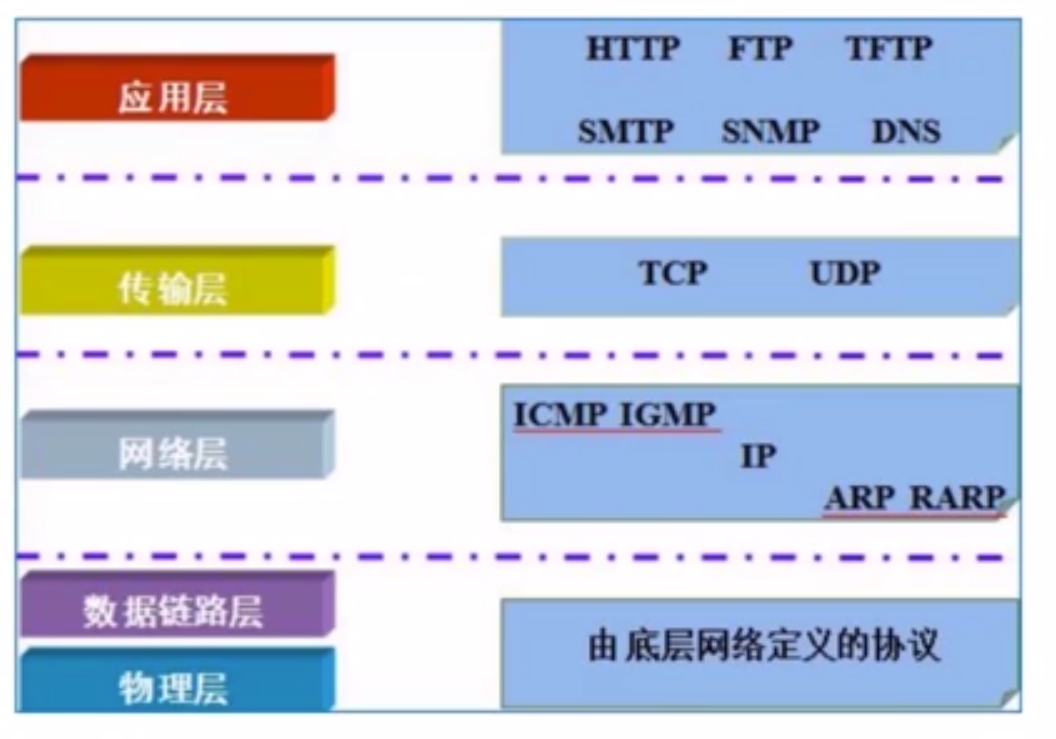 HTTP FTP TFTP
应用层
SMTP SNMP DNS
传输层
TCP UDP
ICMP IGMP
网络层
IP
ARP RARP
数据链路层
由底层网络定义的协议
物理层